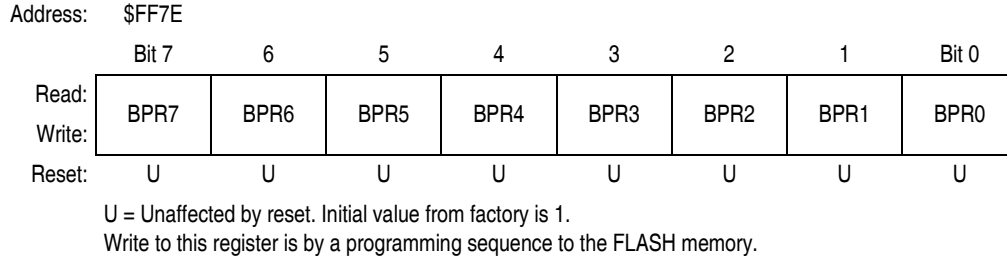 Address: $FF7E
Bit 7 6 5 4 3 2 1 Bit 0
Read:
BPR7 BPR6 BPR5 BPR4 BPR3 BPR2 BPR1 BPR0
Write:
Reset: U U U U U U U U
U = Unaffected by reset. Initial value from factory is 1.
Write to this register is by a programming sequence to the FLASH memory.